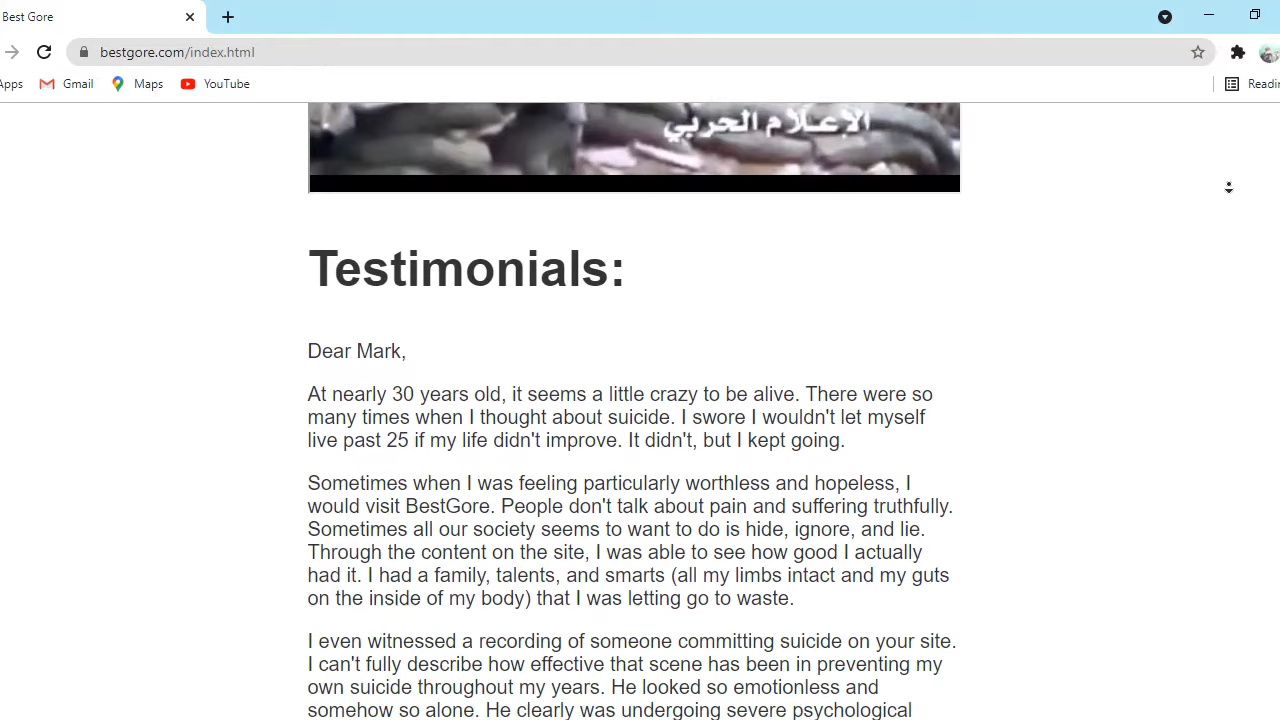 Best Gore
bestgore.com/index.html
Apps Gmail Maps YouTube Readin
الإعلام الحربي
Testimonials:
Dear Mark,
At nearly 30 years old, it seems a little crazy to be alive. There were so
many times when I thought about suicide. I swore I wouldn't let myself
live past 25 if my life didn't improve. It didn't, but I kept going.
Sometimes when I was feeling particularly worthless and hopeless, I
would visit BestGore. People don't talk about pain and suffering truthfully.
Sometimes all our society seems to want to do is hide, ignore, and lie.
Through the content on the site, I was able to see how good I actually
had it. I had a family, talents, and smarts (all my limbs intact and my guts
on the inside of my body) that I was letting go to waste.
I even witnessed a recording of someone committing suicide on your site.
I can't fully describe how effective that scene has been in preventing my
own suicide throughout my years. He looked so emotionless and
somehow so alone. He clearly was undergoing severe psychological